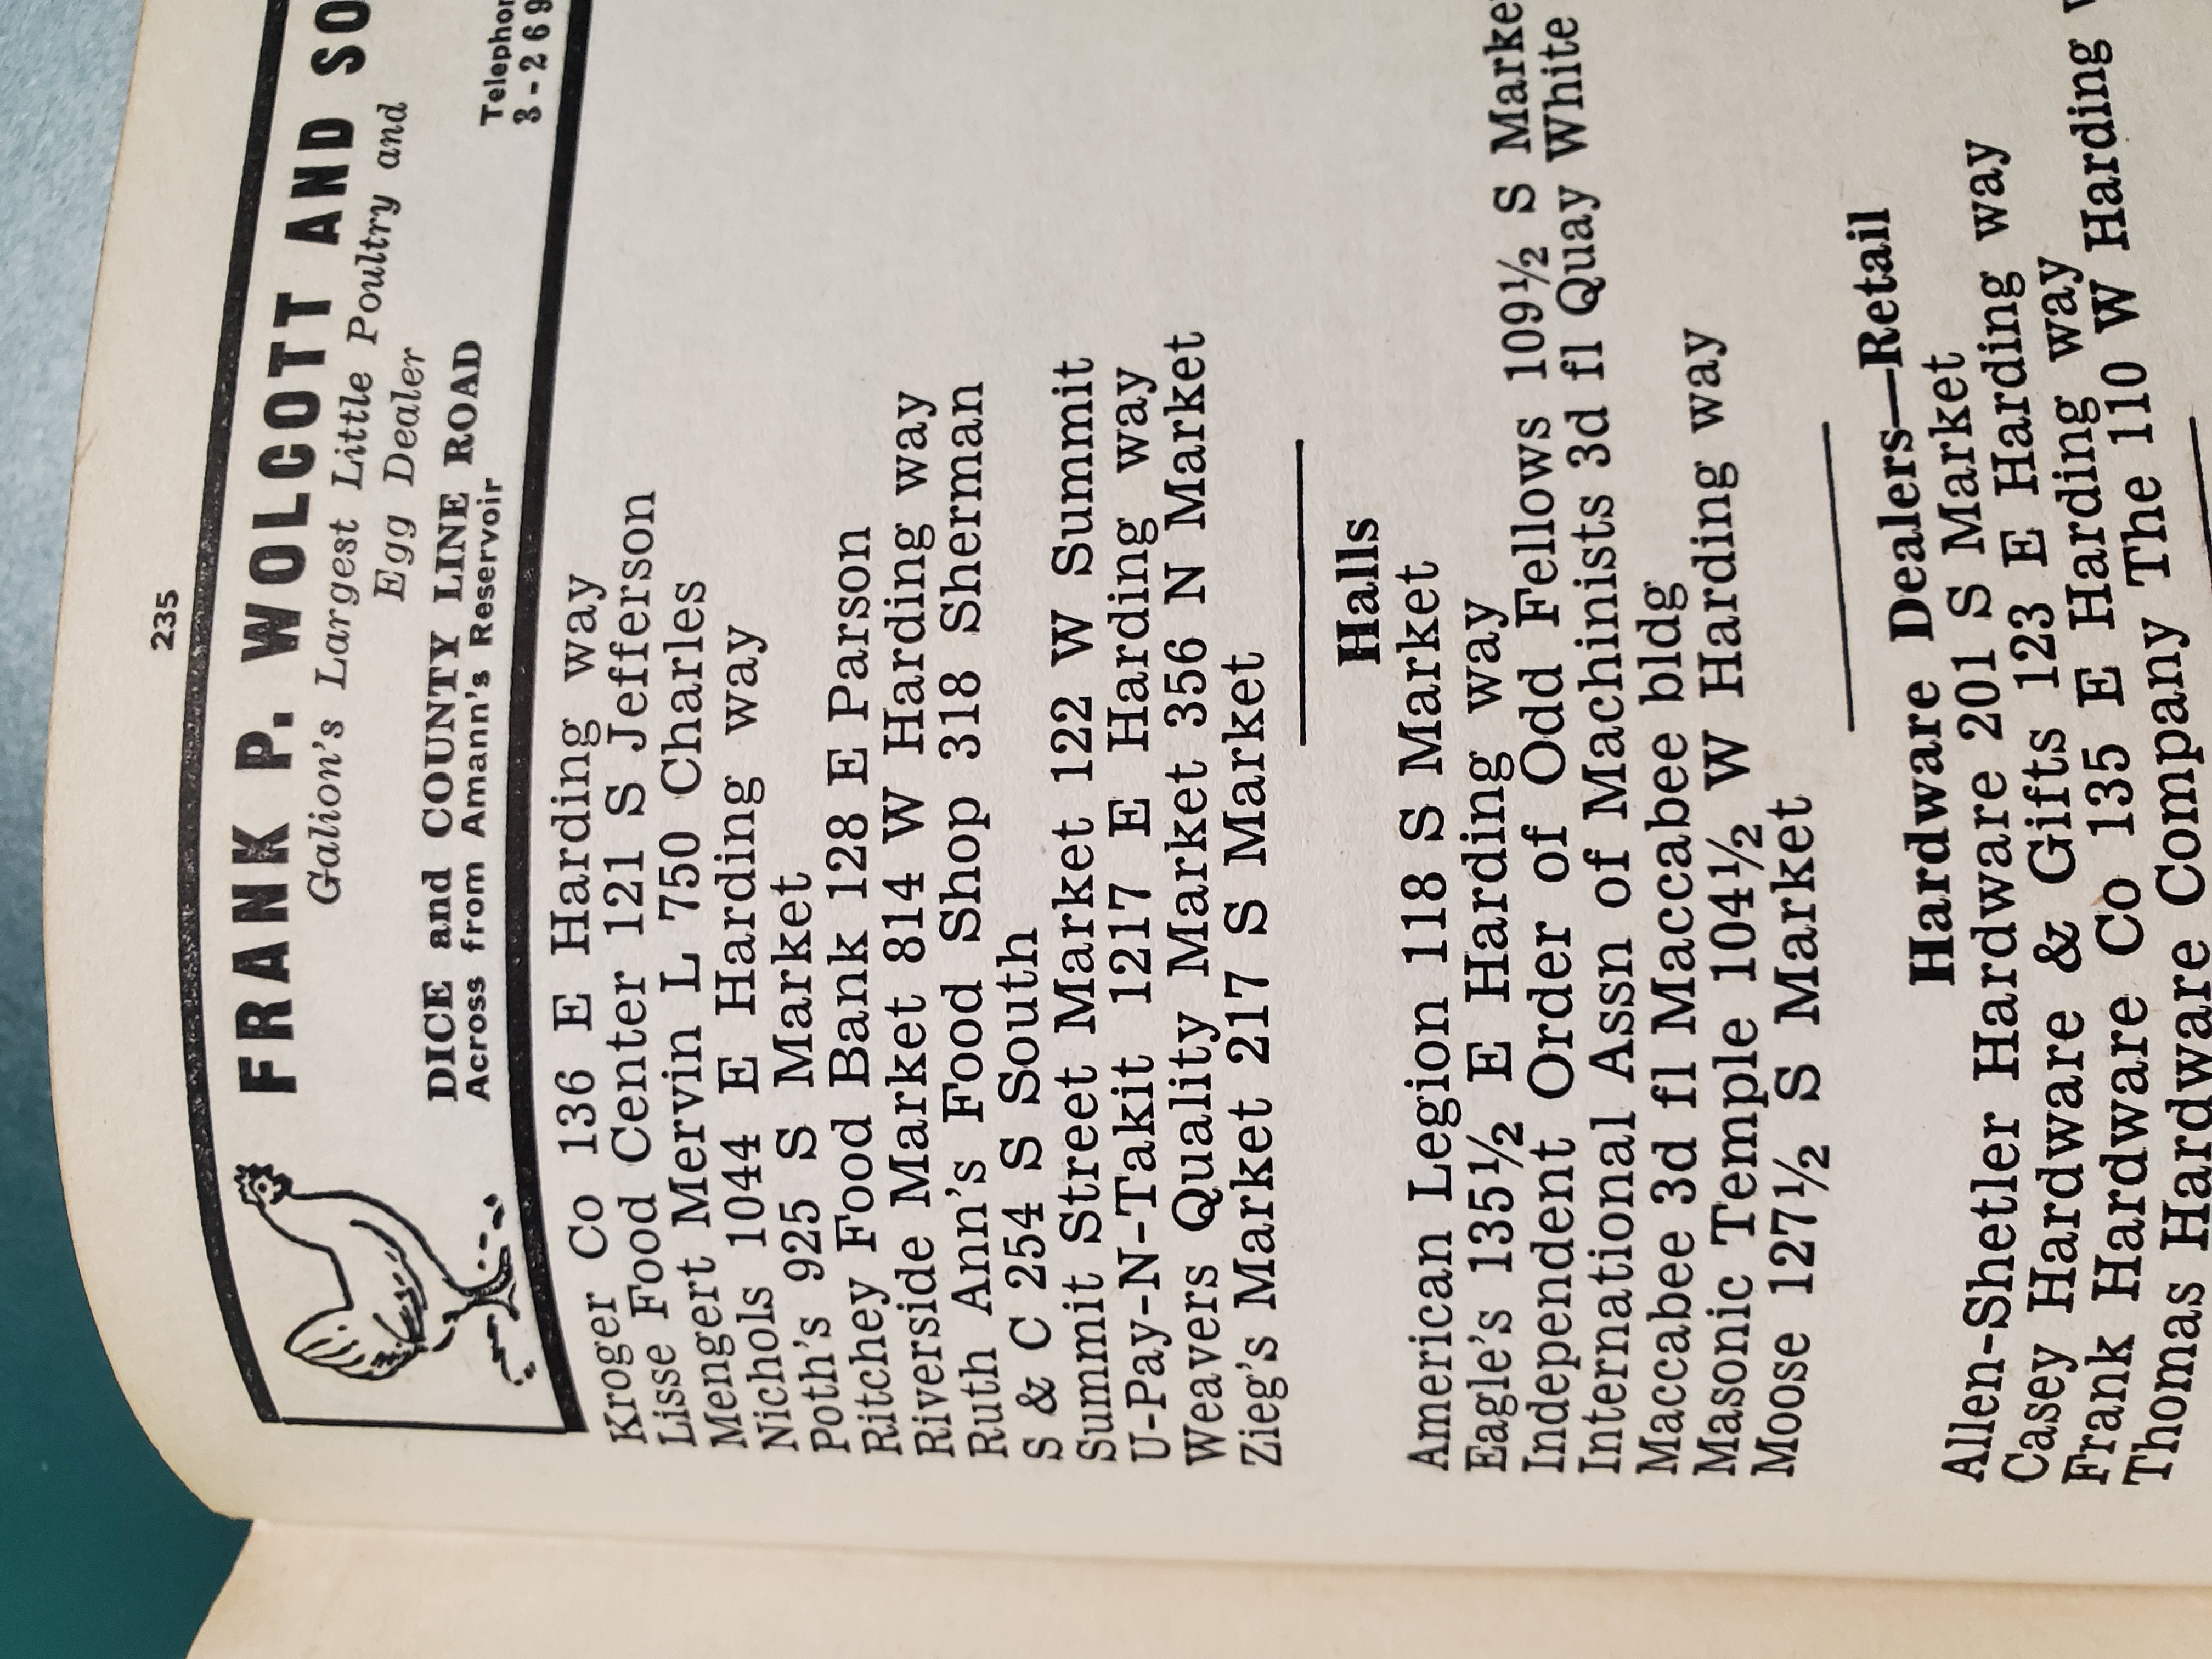 235
FRANK P. WOLCOTT AND
Galion's Largest Little Poultry and
Egg Dealer
DICE and COUNTY LINE ROAD
Across from Amann's Reservoir
3-269
Kroger Co 136 E Harding way
Lisse Food Center 121 S Jefferson
Mengert Mervin L 750 Charles
Nichols 1044 E Harding way
Poth's 925 S Market
Ritchey Food Bank 128 E Parson
Riverside Market 814 W Harding way
Ruth Ann's Food Shop 318 Sherman
S & C 254 S South
Summit Street Market 122 W Summit
U-Pay-N-Takit 1217 E Harding way
Weavers Quality Market 356 N Market
Zieg's Market 217 S Market
Halls
American Legion 118 S Market
Eagle's 135½ E Harding way
Independent Order of Odd Fellows 109½ S Marke
International Assn of Machinists 3d fl Quay White
Maccabee 3d fl Maccabee bldg
Masonic Temple 104½ W Harding way
Moose 127½ S Market
Hardware Dealers—Retail
Allen-Shetler Hardware 201 S Market
Casey Hardware & Gifts 123 E Harding way
Frank Hardware Co 135 E Harding way
Thomas Hardware Company The 110 W Harding